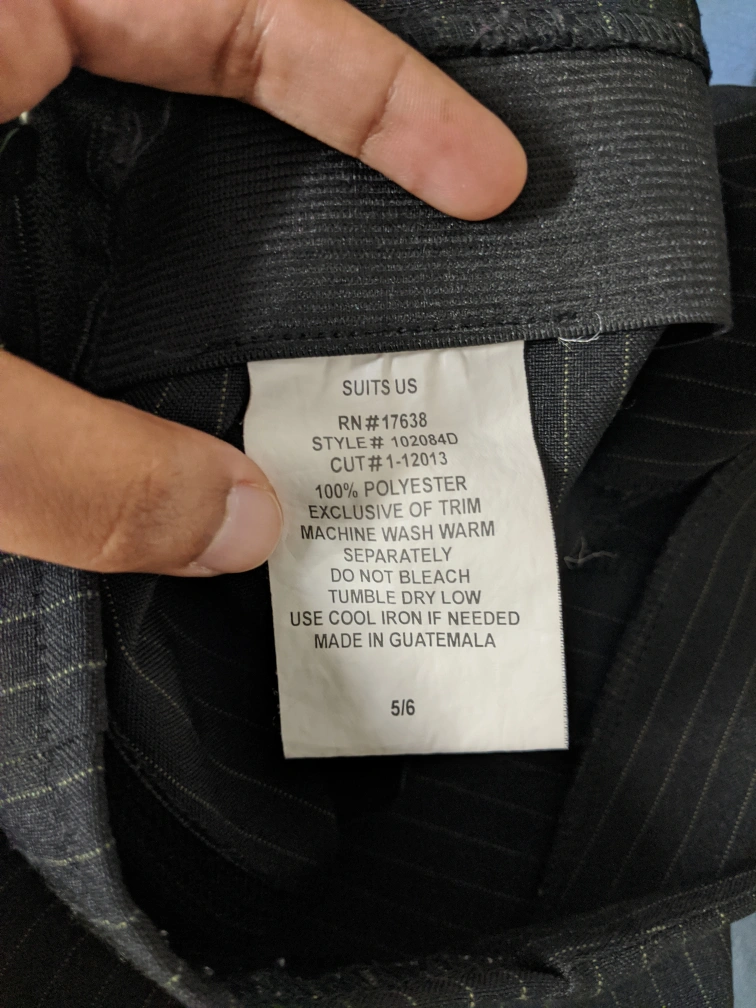 SUITS US
RN#17638
STYLE# 102084D
CUT#1-12013
100% POLYESTER
EXCLUSIVE OF TRIM
MACHINE WASH WARM
SEPARATELY
DO NOT BLEACH
TUMBLE DRY LOW
USE COOL IRON IF NEEDED
MADE IN GUATEMALA
5/6